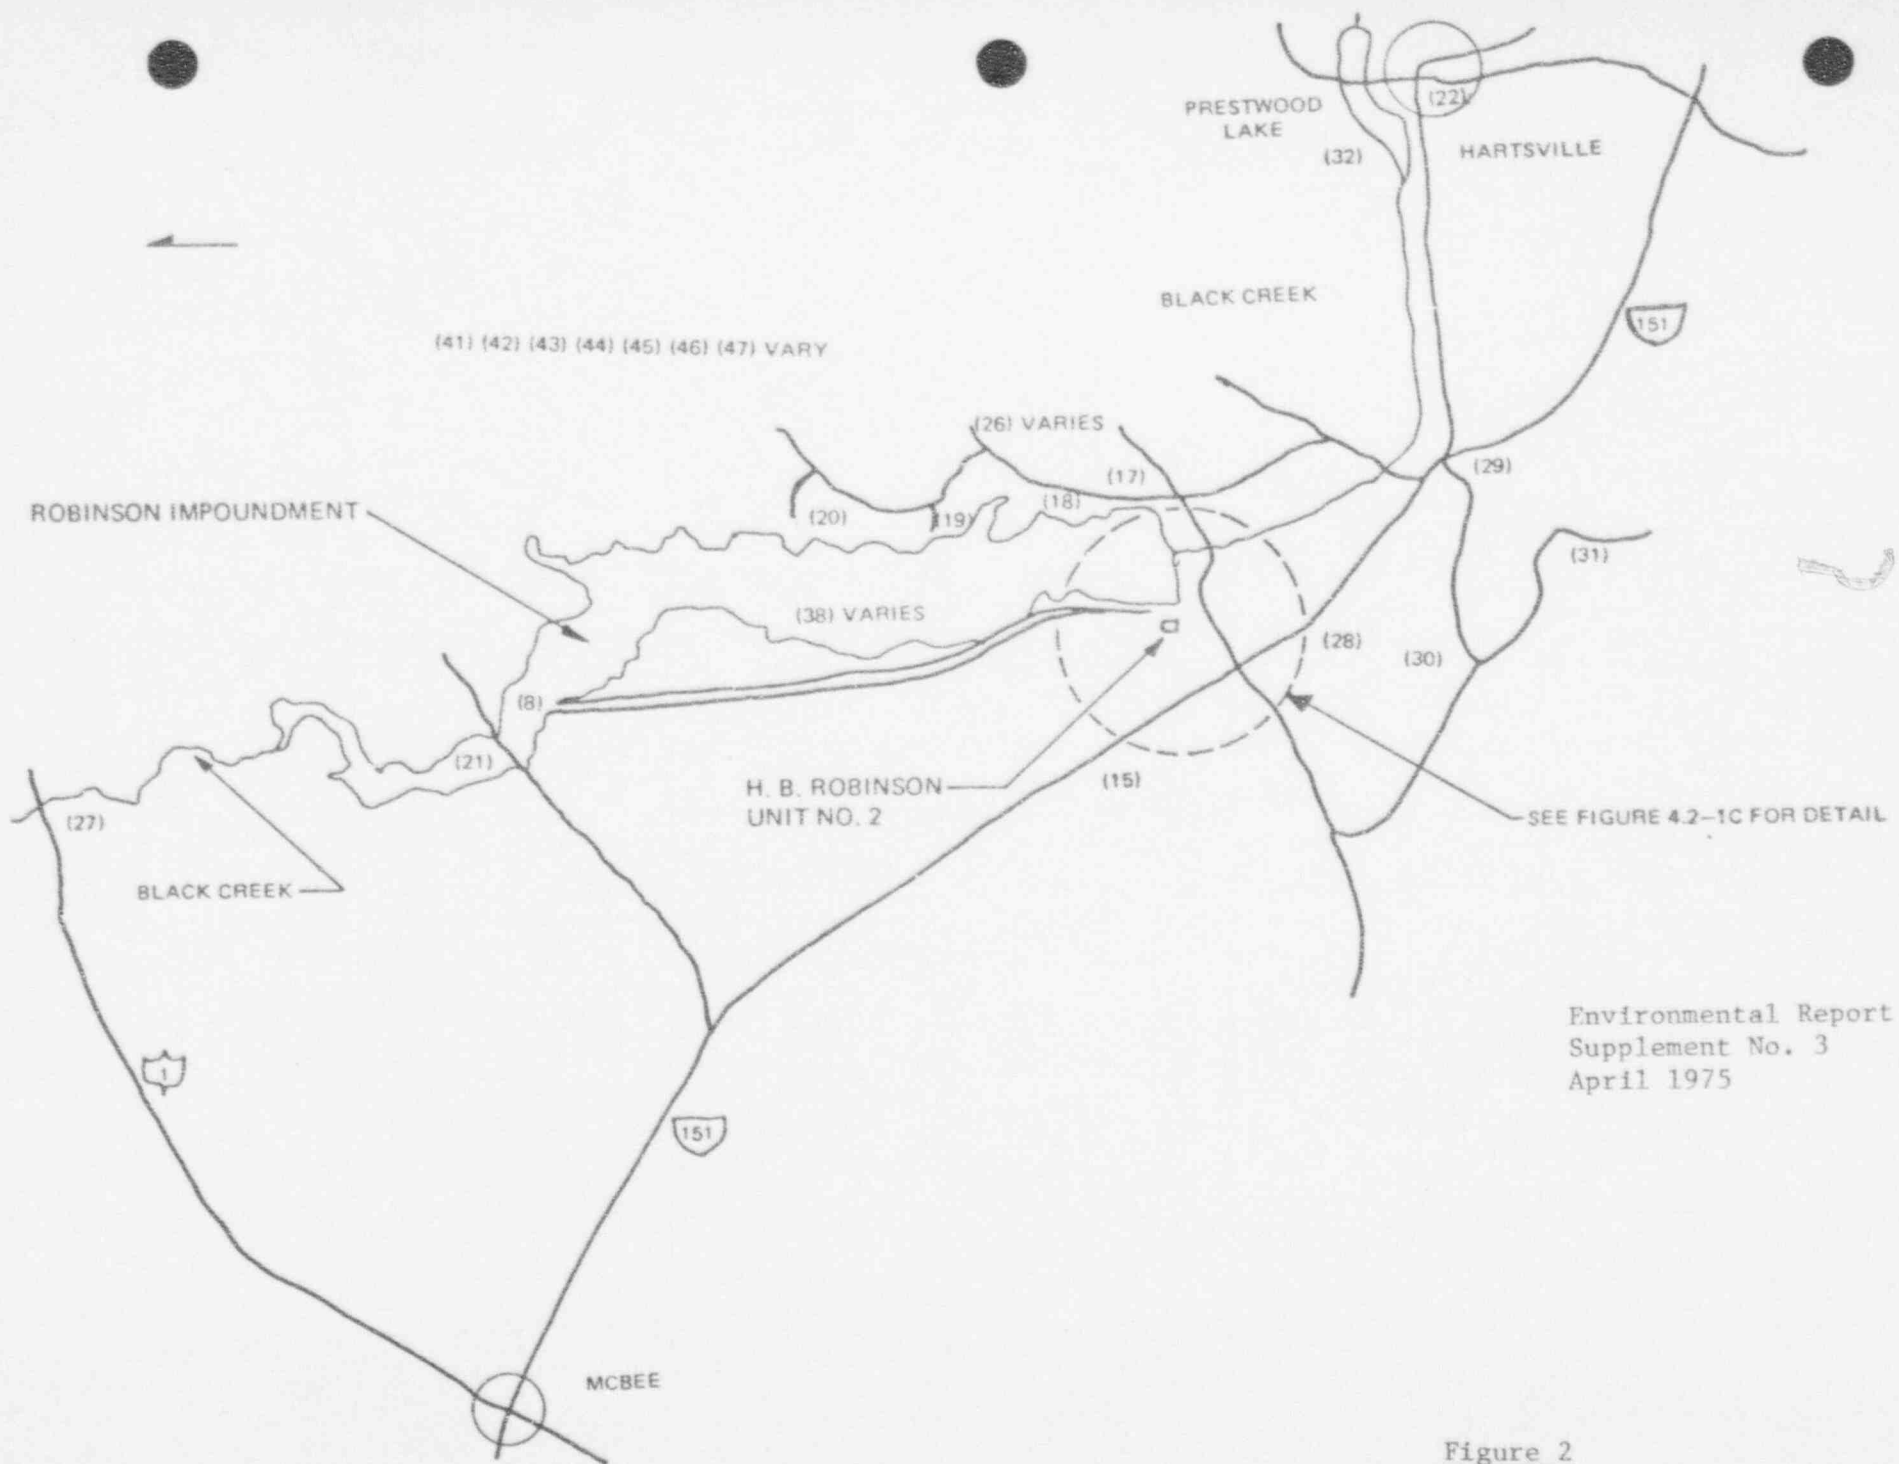 PRESTWOOD
LAKE
(22)
(32)
HARTSVILLE
BLACK CREEK
151
(41) (42) (43) (44) (45) (46) (47) VARY
(26) VARIES
(17)
(29)
ROBINSON IMPOUNDMENT
(20)
(19)
(18)
(31)
(38) VARIES
(28)
(30)
(8)
(21)
(15)
H. B. ROBINSON
UNIT NO. 2
(27)
SEE FIGURE 4.2-1C FOR DETAIL
BLACK CREEK
Environmental Report
Supplement No. 3
April 1975
1
151
MCBEE
Figure 2